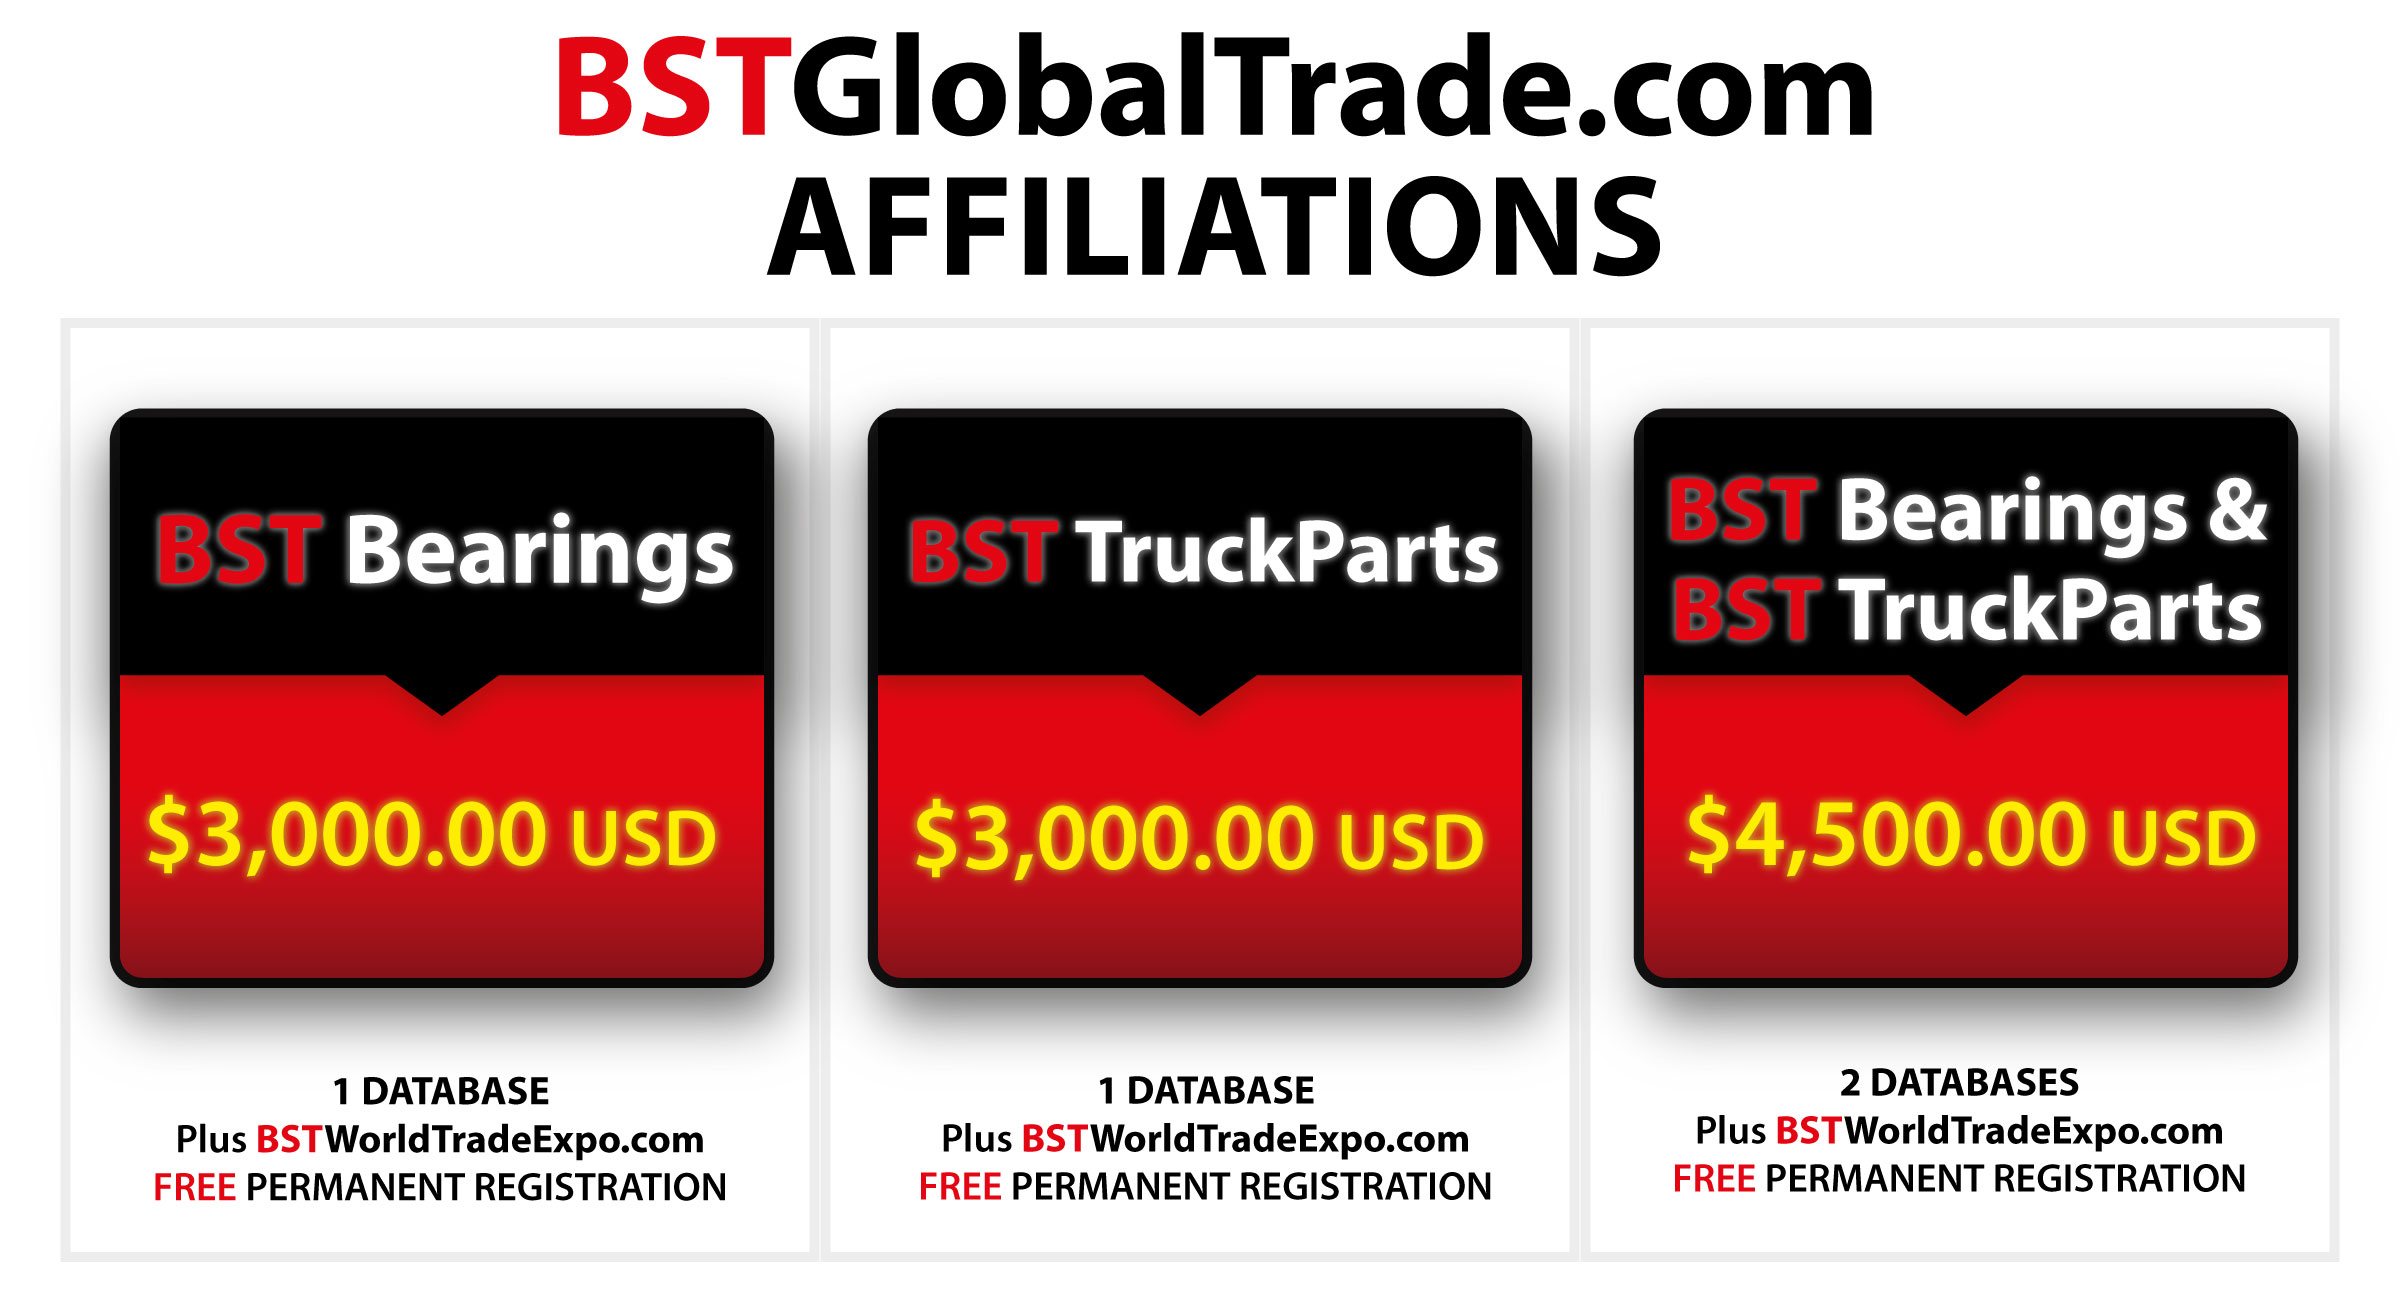 BSTGlobalTrade.com
AFFILIATIONS
BST Bearings
$3,000.00 USD
1 DATABASE
Plus BSTWorldTradeExpo.com
FREE PERMANENT REGISTRATION
BST TruckParts
$3,000.00 USD
1 DATABASE
Plus BSTWorldTradeExpo.com
FREE PERMANENT REGISTRATION
BST Bearings &
BST TruckParts
$4,500.00 USD
2 DATABASES
Plus BSTWorldTradeExpo.com
FREE PERMANENT REGISTRATION